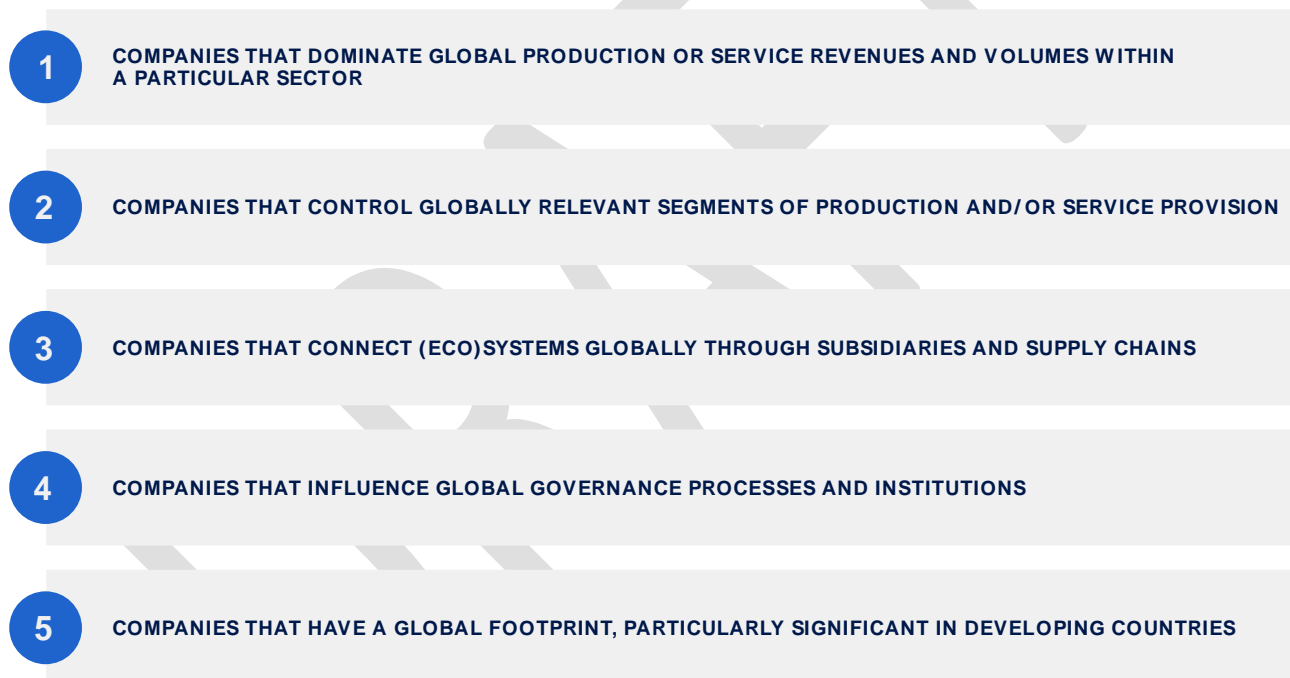 1
COMPANIES THAT DOMINATE GLOBAL PRODUCTION OR SERVICE REVENUES AND VOLUMES WITHIN
A PARTICULAR SECTOR
2
COMPANIES THAT CONTROL GLOBALLY RELEVANT SEGMENTS OF PRODUCTION AND/OR SERVICE PROVISION
3
COMPANIES THAT CONNECT (ECO)SYSTEMS GLOBALLY THROUGH SUBSIDIARIES AND SUPPLY CHAINS
4
COMPANIES THAT INFLUENCE GLOBAL GOVERNANCE PROCESSES AND INSTITUTIONS
5
COMPANIES THAT HAVE A GLOBAL FOOTPRINT, PARTICULARLY SIGNIFICANT IN DEVELOPING COUNTRIES